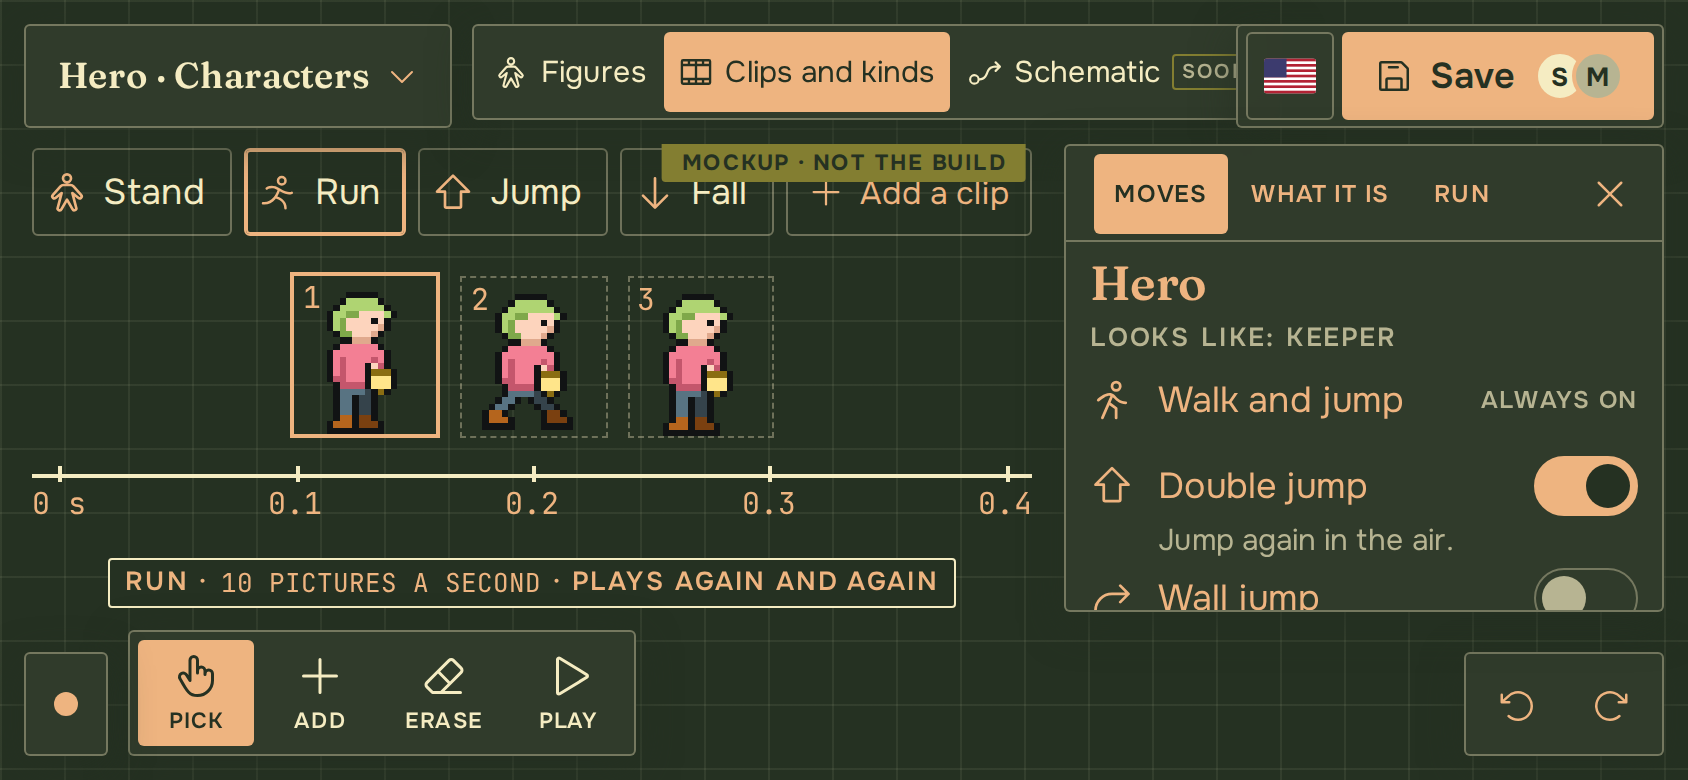 Hero · Characters
Figures
Clips and kinds
Schematic
SOON
Save
S
M
MOCKUP · NOT THE BUILD
Stand
Run
Jump
Fall
Add a clip
MOVES
WHAT IT IS
RUN
1
2
3
Hero
LOOKS LIKE: KEEPER
Walk and jump
ALWAYS ON
Double jump
Jump again in the air.
Wall jump
0 s
0.1
0.2
0.3
0.4
RUN · 10 PICTURES A SECOND · PLAYS AGAIN AND AGAIN
PICK
ADD
ERASE
PLAY